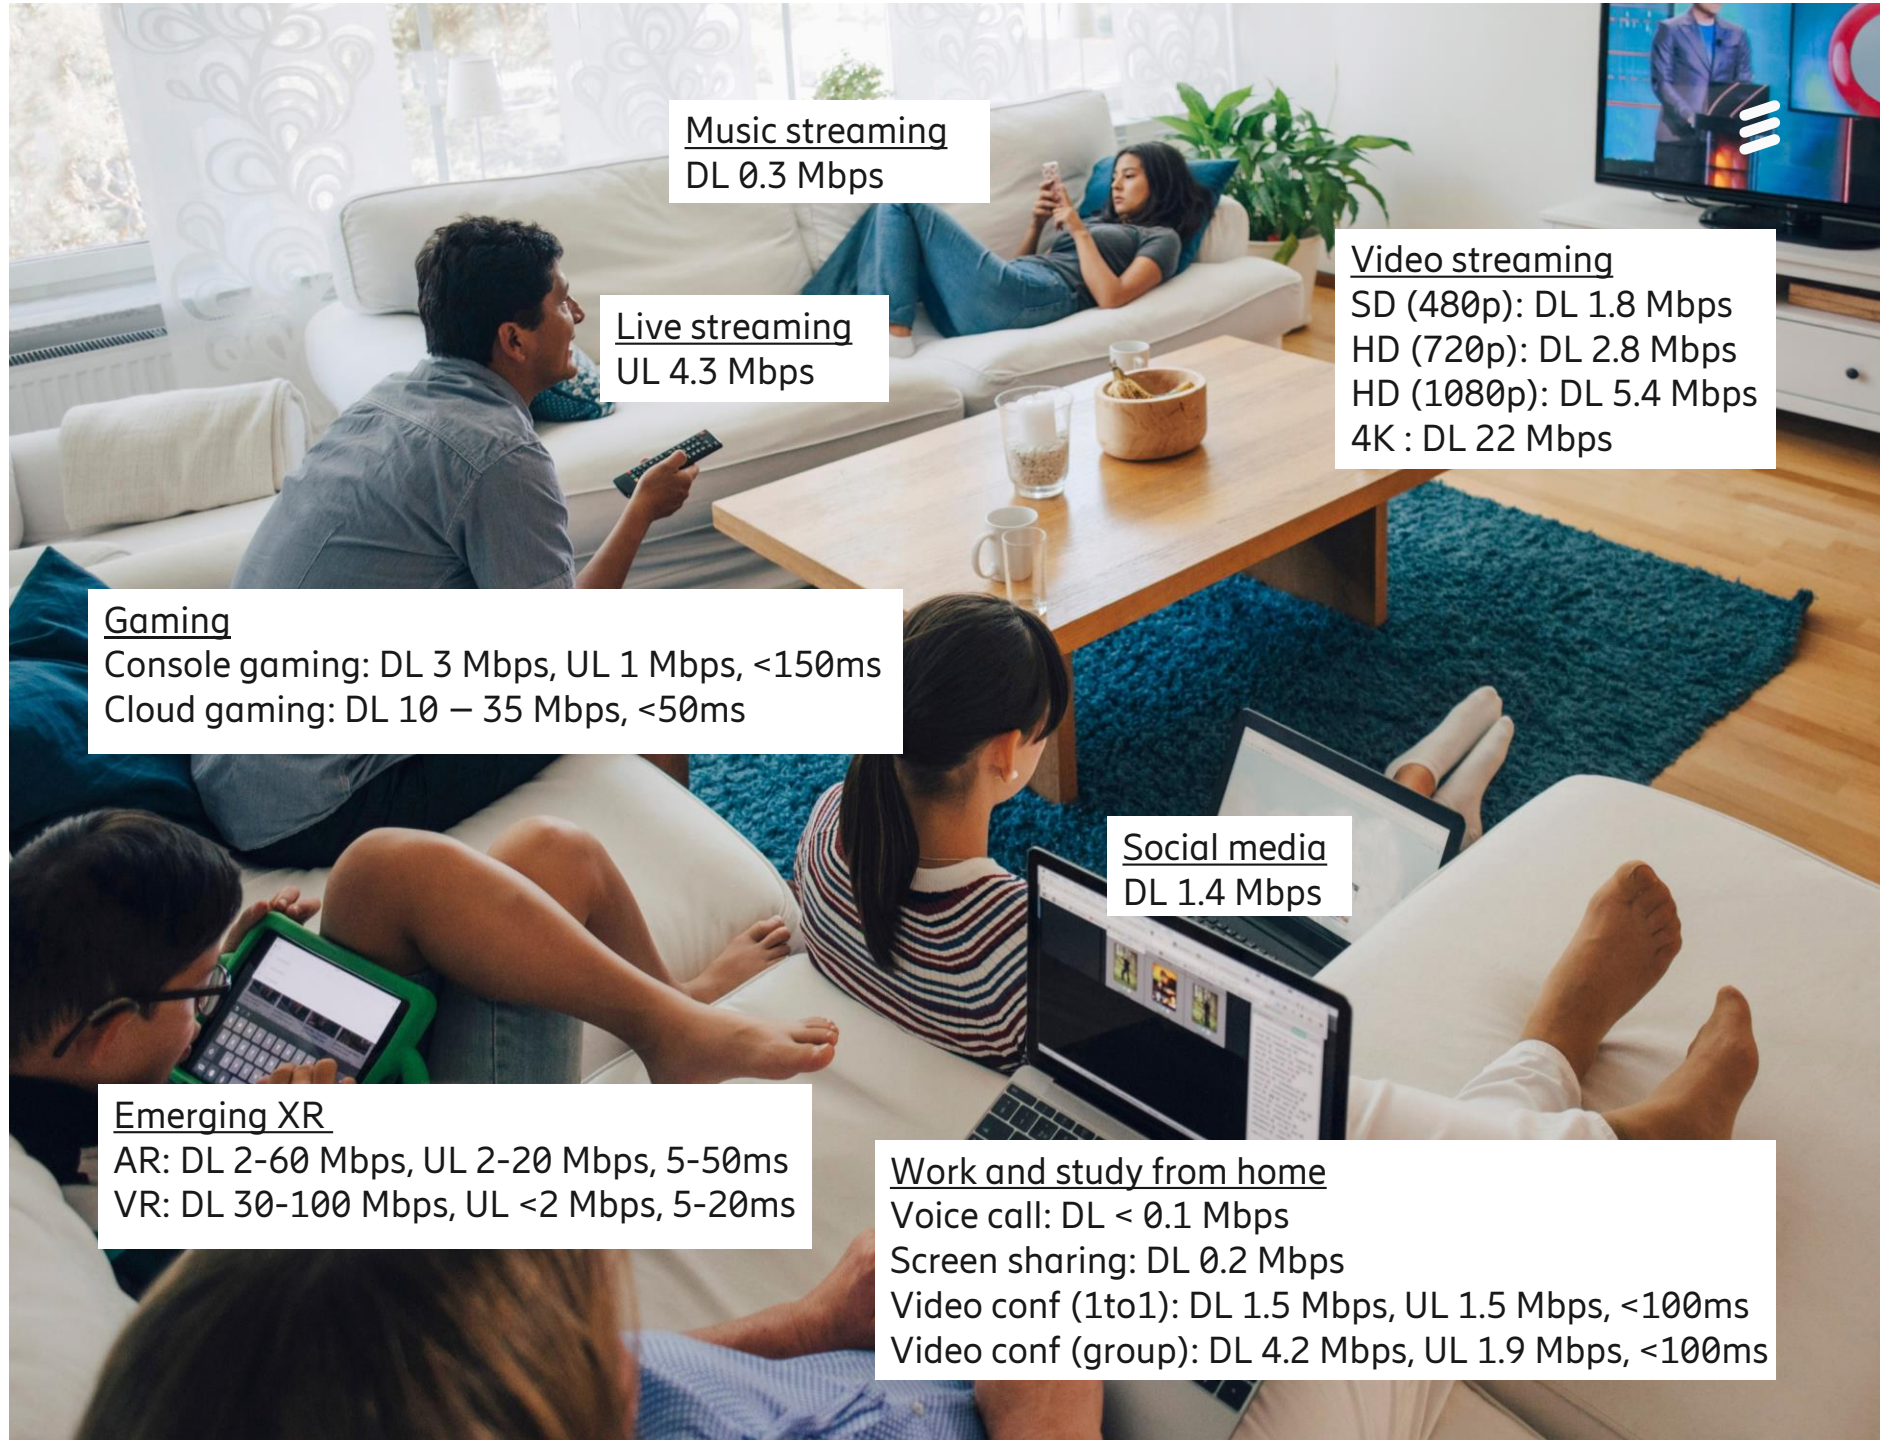 Music streaming
DL 0.3 Mbps
Live streaming
UL 4.3 Mbps
Video streaming
SD (480p): DL 1.8 Mbps
HD (720p): DL 2.8 Mbps
HD (1080p): DL 5.4 Mbps
4K : DL 22 Mbps
Gaming
Console gaming: DL 3 Mbps, UL 1 Mbps, <150ms
Cloud gaming: DL 10 – 35 Mbps, <50ms
Social media
DL 1.4 Mbps
Emerging XR
AR: DL 2-60 Mbps, UL 2-20 Mbps, 5-50ms
VR: DL 30-100 Mbps, UL <2 Mbps, 5-20ms
Work and study from home
Voice call: DL < 0.1 Mbps
Screen sharing: DL 0.2 Mbps
Video conf (1to1): DL 1.5 Mbps, UL 1.5 Mbps, <100ms
Video conf (group): DL 4.2 Mbps, UL 1.9 Mbps, <100ms